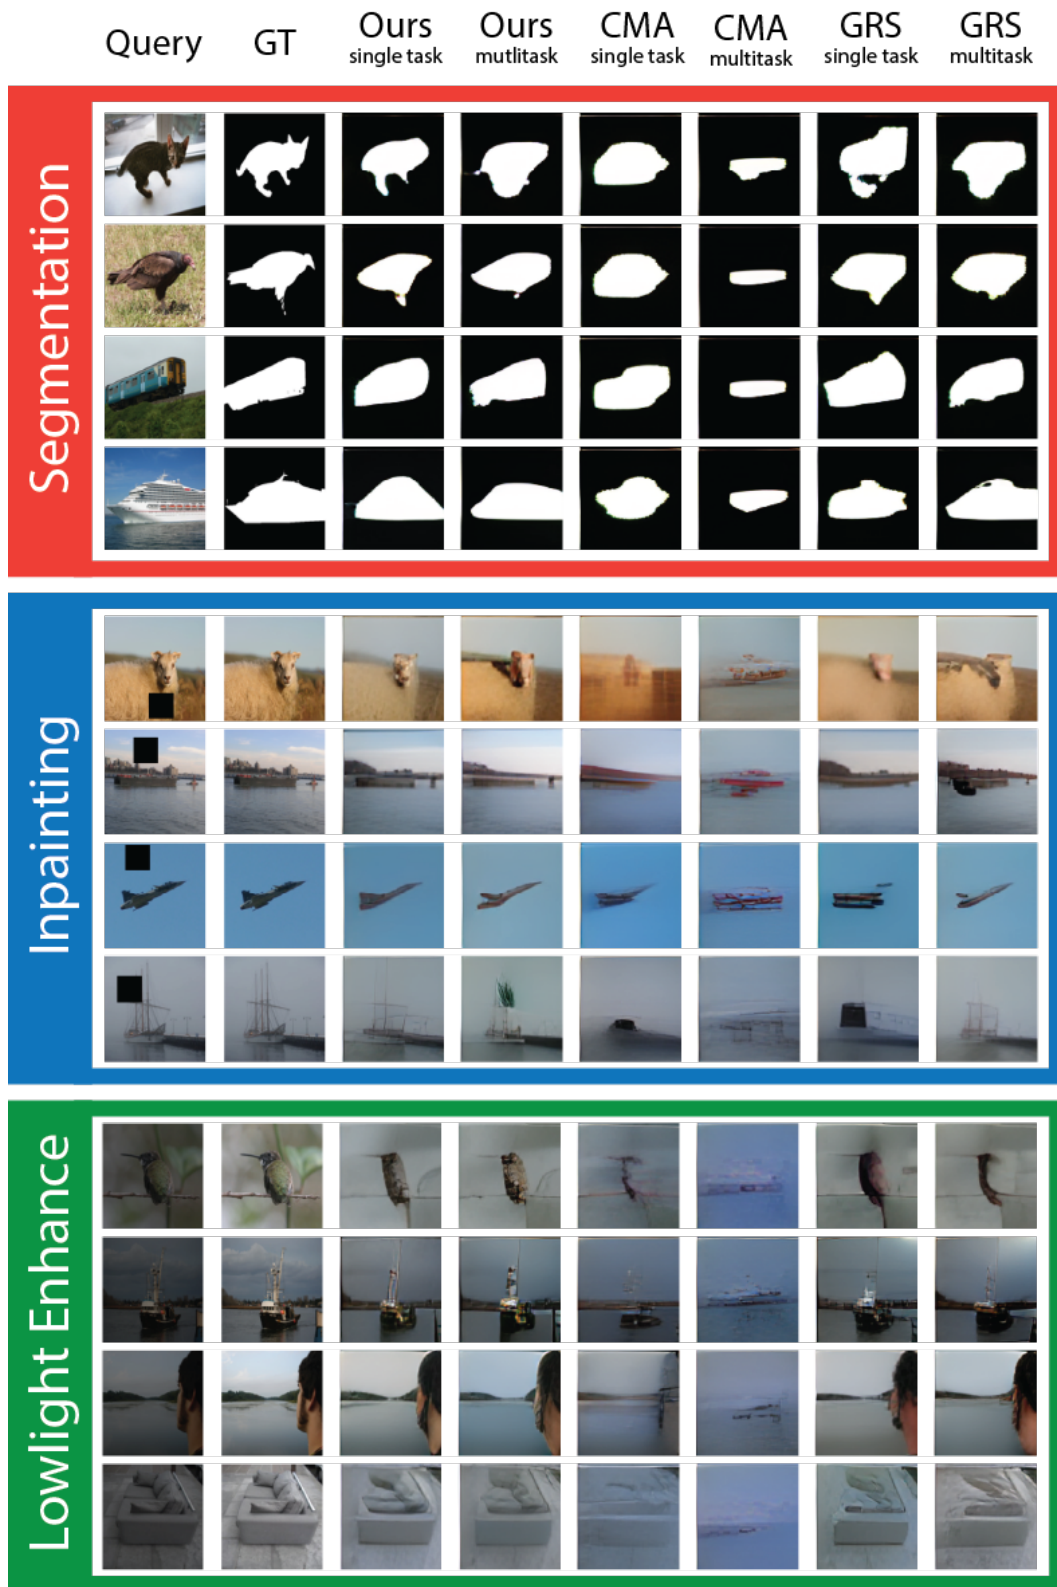 Query GT Ours Ours CMA CMA GRS GRS
single task mutlitask single task multitask single task multitask
Segmentation
Inpainting
Lowlight Enhance